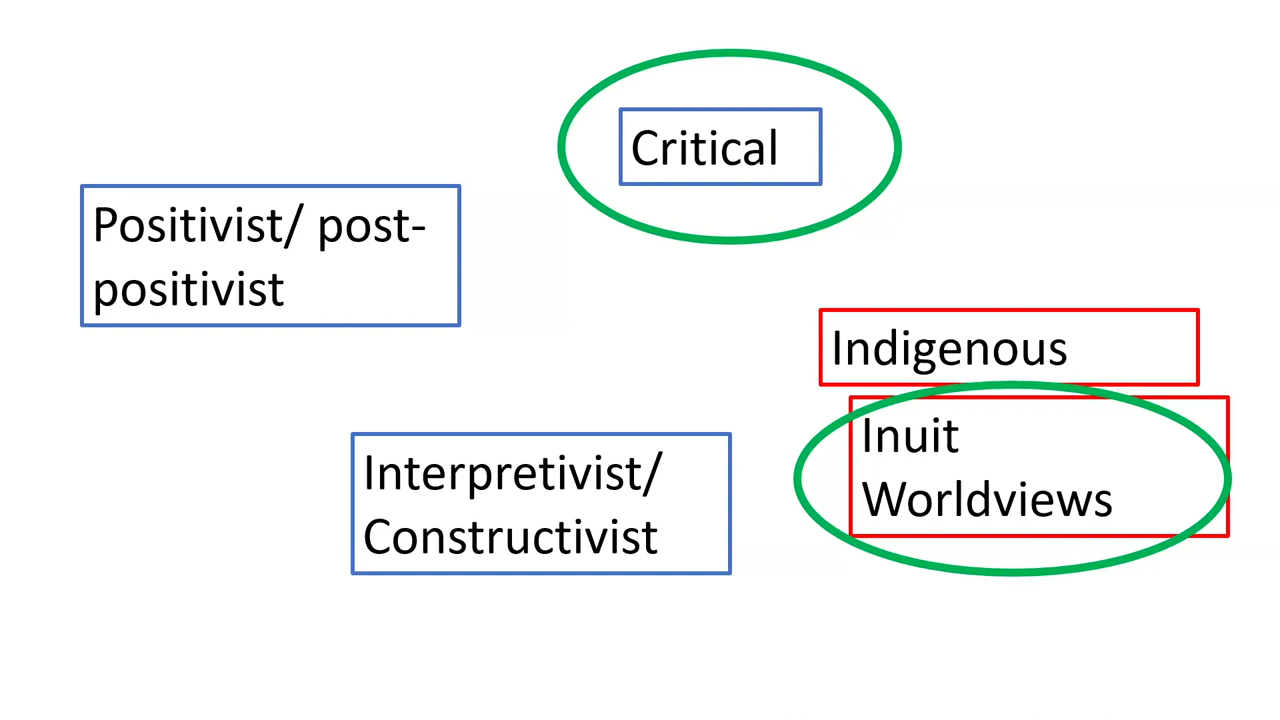 Critical
Positivist/ post-
positivist
Indigenous
Inuit
Worldviews
Interpretivist/
Constructivist